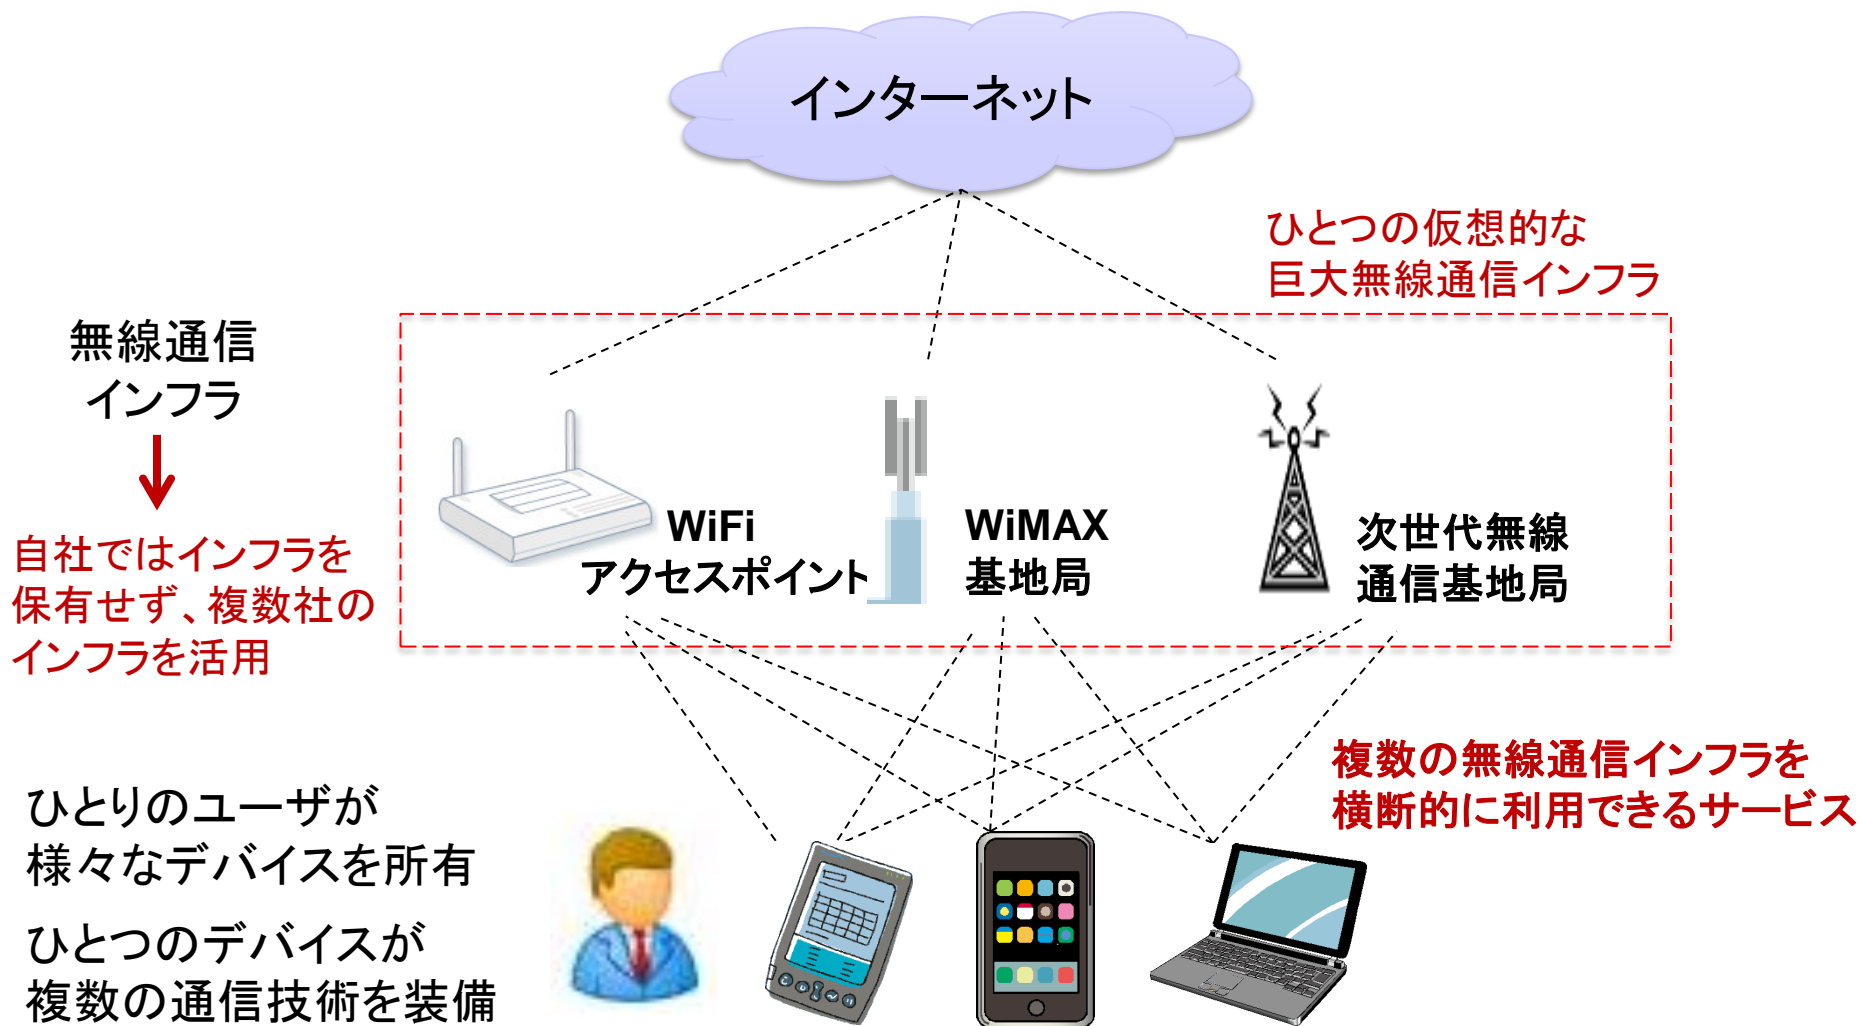 インターネット
ひとつの仮想的な
巨大無線通信インフラ
無線通信
インフラ
自社ではインフラを
保有せず、複数社の
インフラを活用
WiFi
アクセスポイント
WiMAX
基地局
次世代無線
通信基地局
複数の無線通信インフラを
横断的に利用できるサービス
ひとりのユーザが
様々なデバイスを所有
ひとつのデバイスが
複数の通信技術を装備